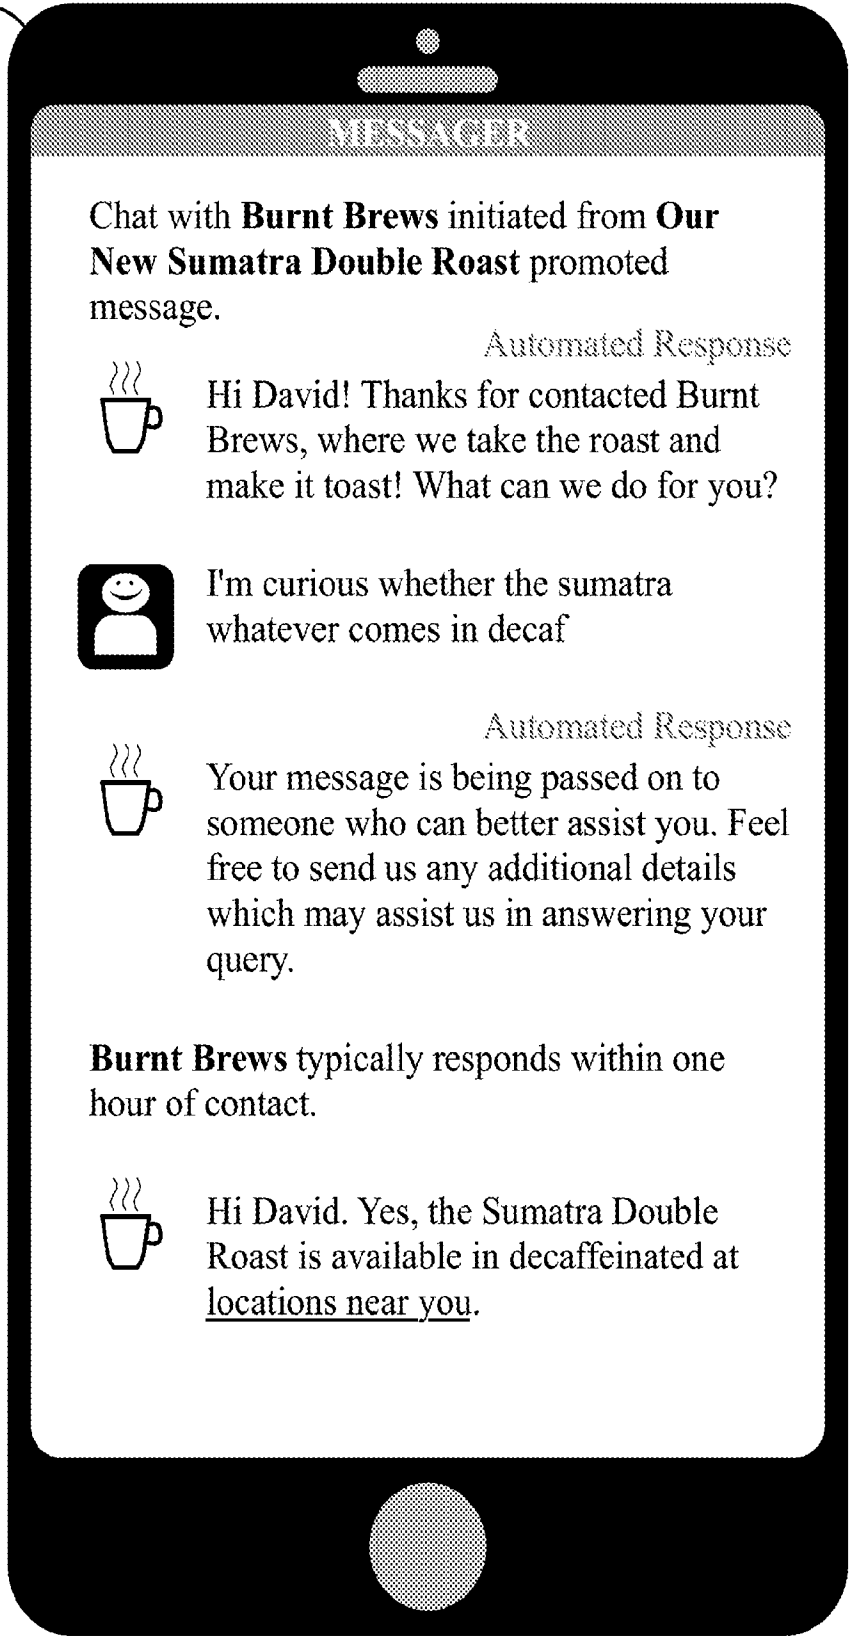 MESSAGER
Chat with Burnt Brews initiated from Our
New Sumatra Double Roast promoted
message.
Automated Response
Hi David! Thanks for contacted Burnt
Brews, where we take the roast and
make it toast! What can we do for you?
I'm curious whether the sumatra
whatever comes in decaf
Automated Response
Your message is being passed on to
someone who can better assist you. Feel
free to send us any additional details
which may assist us in answering your
query.
Burnt Brews typically responds within one
hour of contact.
Hi David. Yes, the Sumatra Double
Roast is available in decaffeinated at
locations near you.